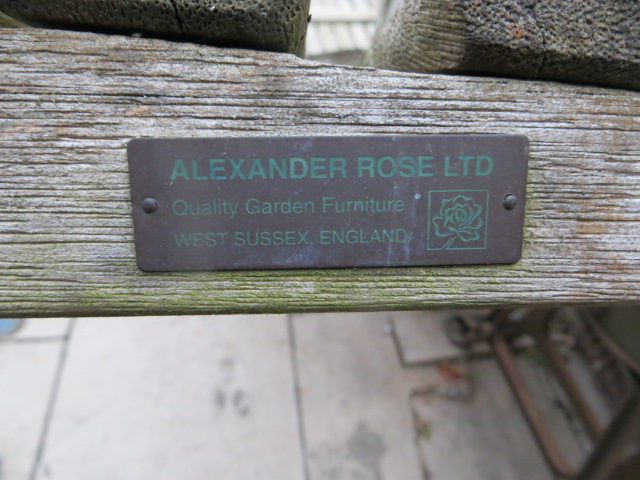 ALEXANDER ROSE LTD
Quality Garden Furniture
WEST SUSSEX, ENGLAND